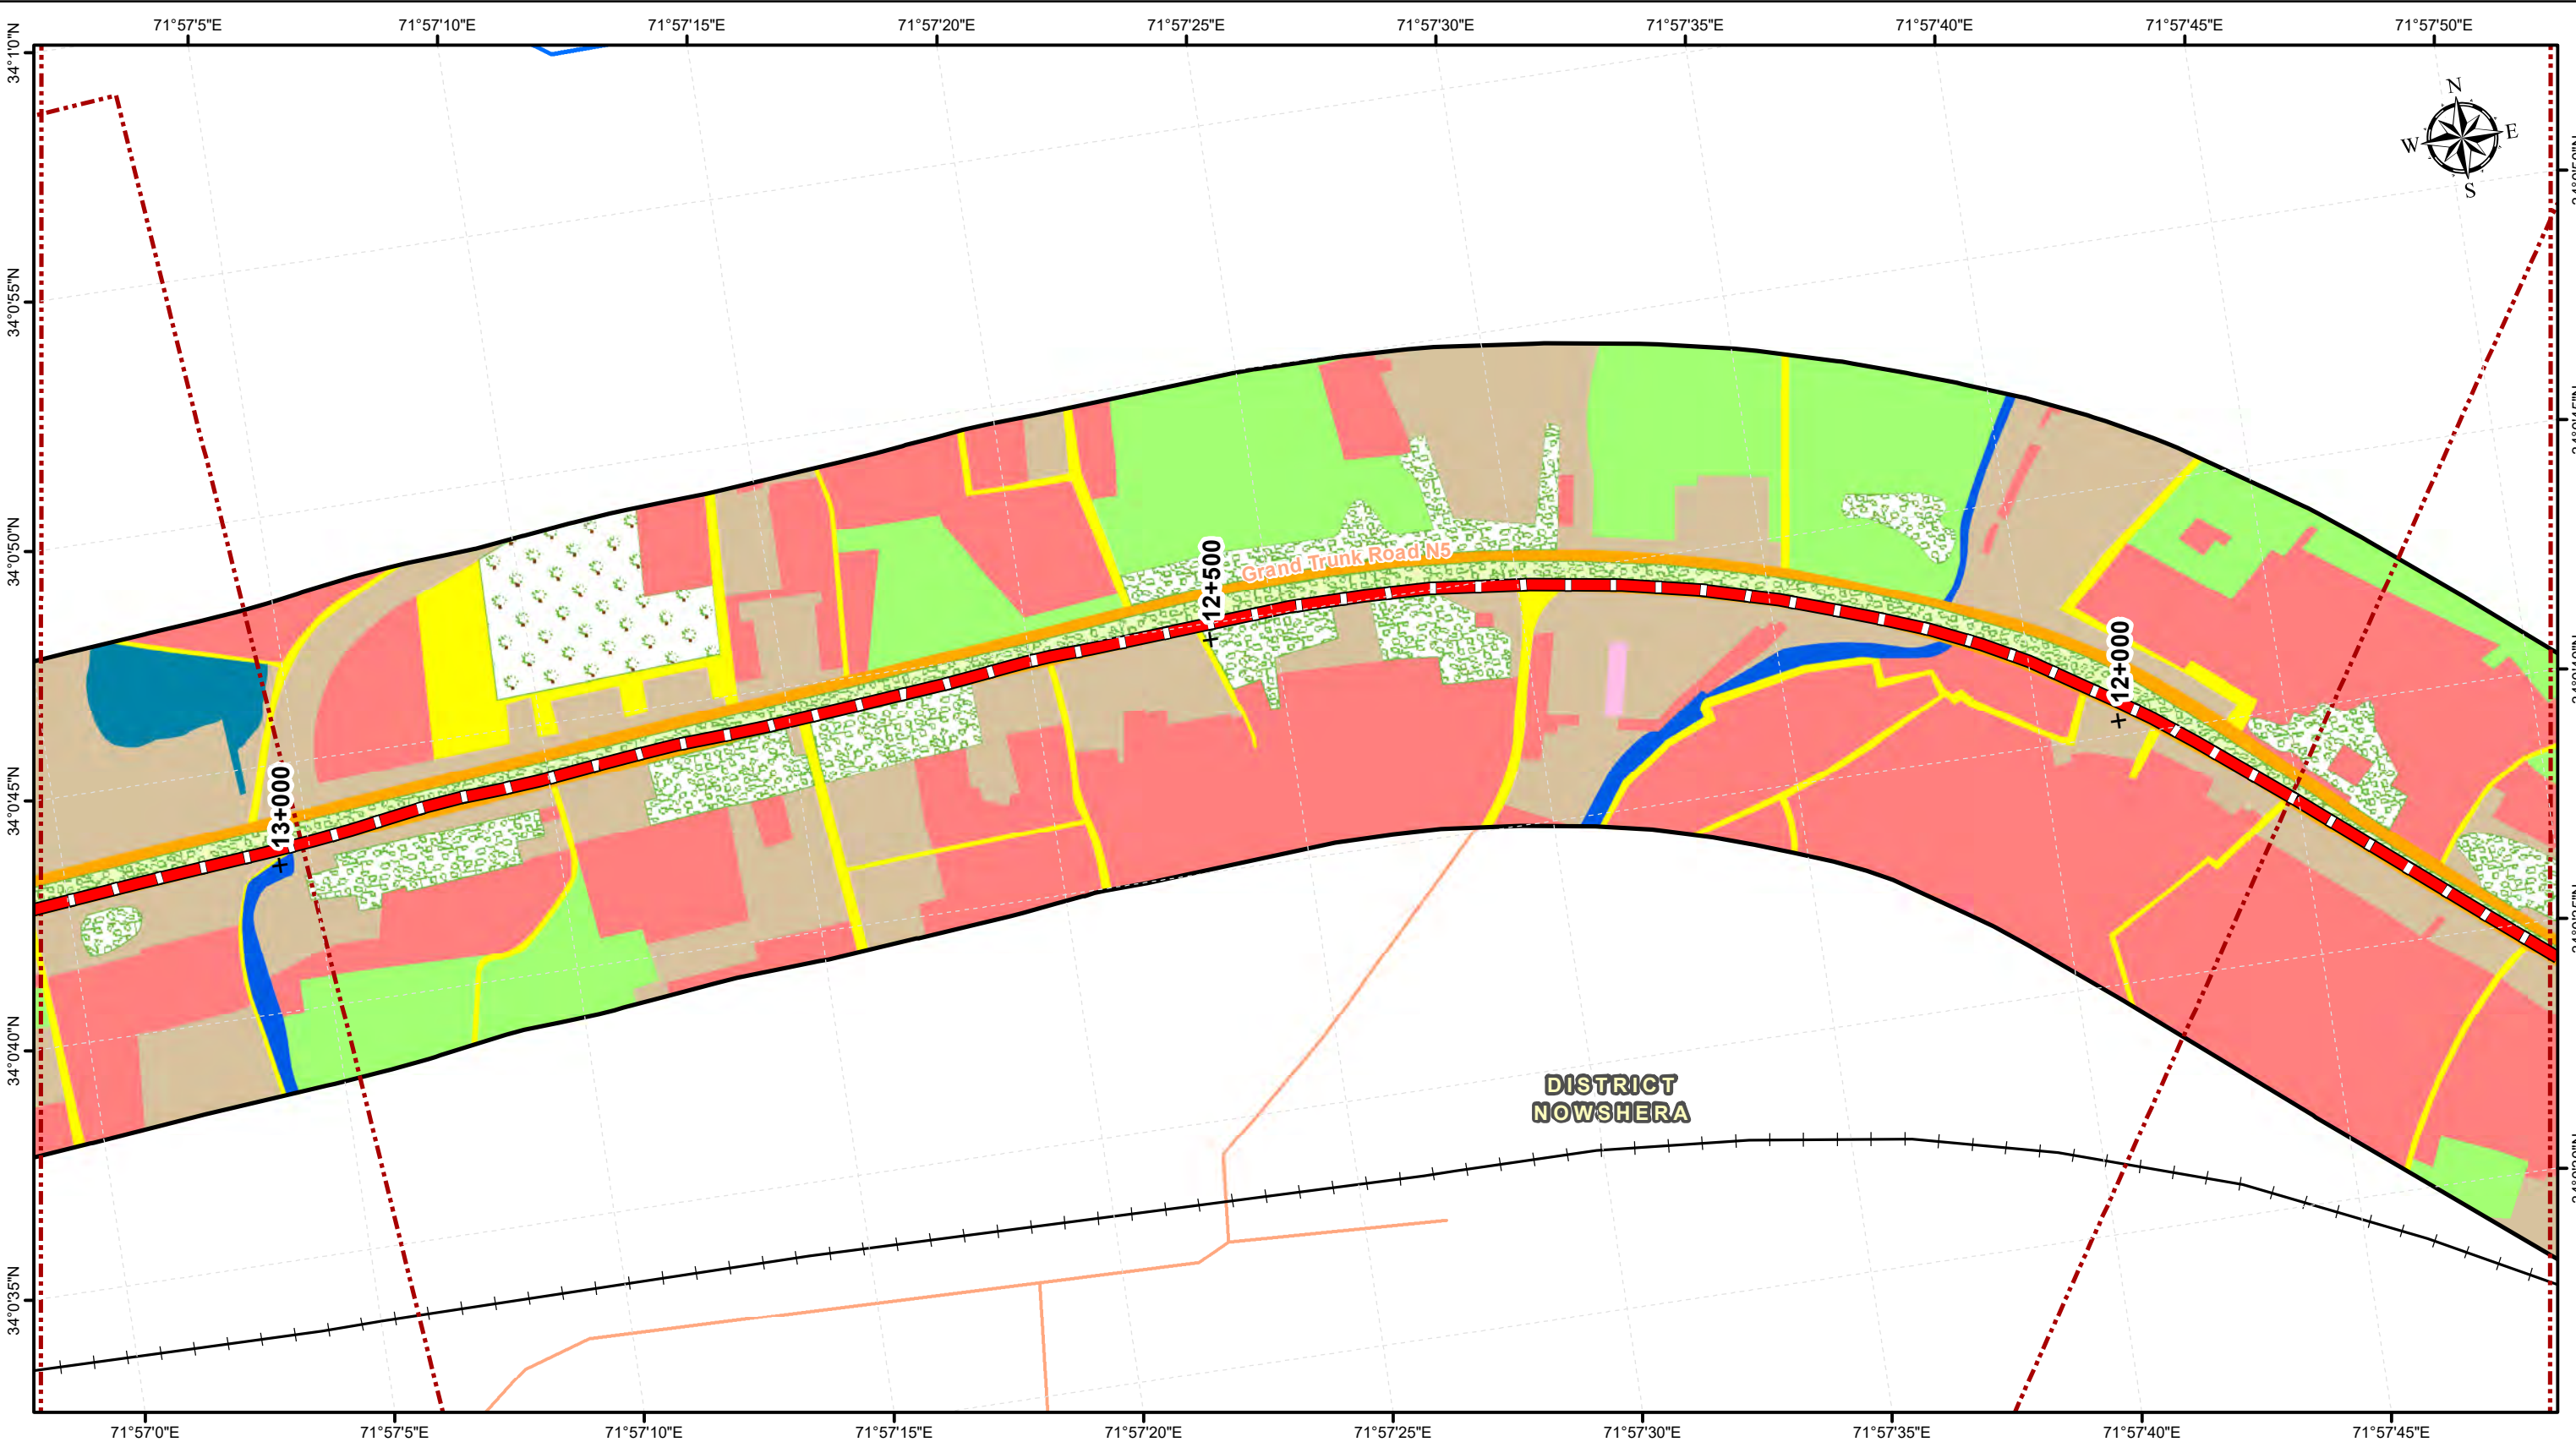 71°57'5"E
71°57'10"E
71°57'15"E
71°57'20"E
71°57'25"E
71°57'30"E
71°57'35"E
71°57'40"E
71°57'45"E
71°57'50"E
34°1'0"N
34°0'55"N
34°0'50"N
34°0'45"N
34°0'40"N
34°0'35"N
N
W
E
S
Grand Trunk Road N5
12+500
12+000
13+000
DISTRICT
NOWSHERA
71°57'0"E
71°57'5"E
71°57'10"E
71°57'15"E
71°57'20"E
71°57'25"E
71°57'30"E
71°57'35"E
71°57'40"E
71°57'45"E